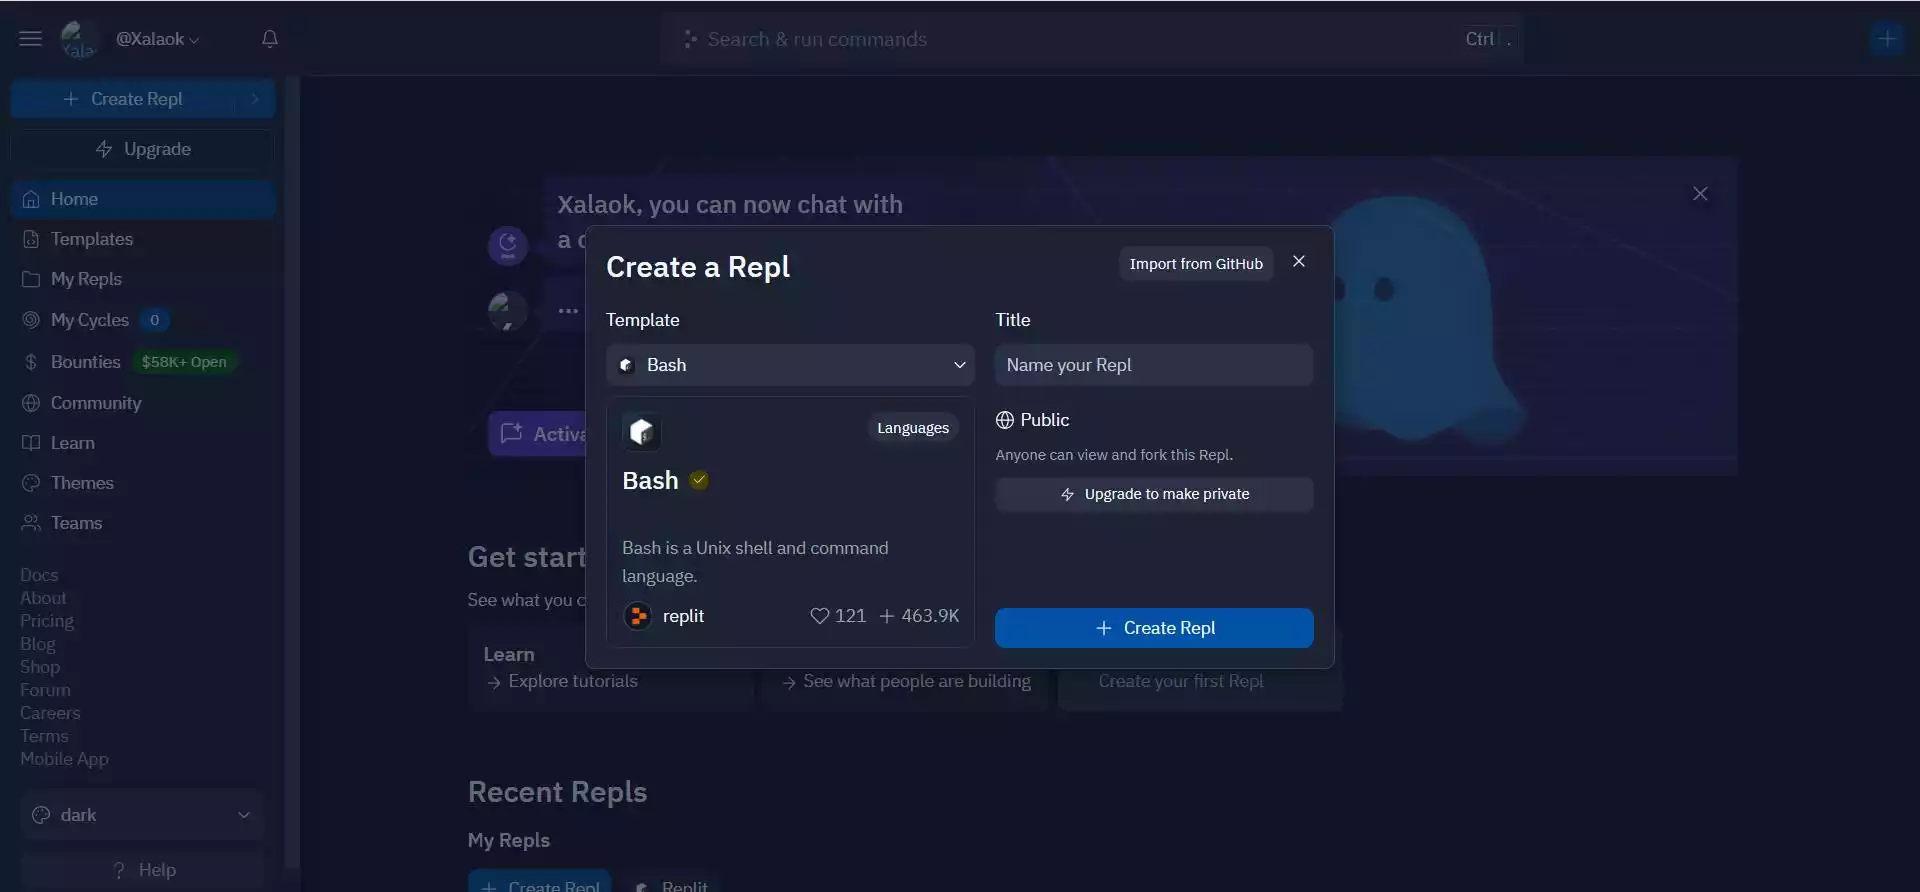 @Xalaok
Search & run commands
Ctrl .
Create Repl
Upgrade
Home
Templates
My Repls
My Cycles 0
Bounties $58K+ Open
Community
Learn
Themes
Teams
Docs
About
Pricing
Blog
Shop
Forum
Careers
Terms
Mobile App
dark
? Help
Xalaok, you can now chat with
a
Create a Repl
Import from GitHub
Template
Bash
Languages
Bash
Bash is a Unix shell and command
language.
replit
121
463.9K
Title
Name your Repl
Public
Anyone can view and fork this Repl.
Upgrade to make private
Create Repl
Get start
See what you
Learn
Explore tutorials
See what people are building
Create your first Repl
Recent Repls
My Repls
Create Repl
Replit